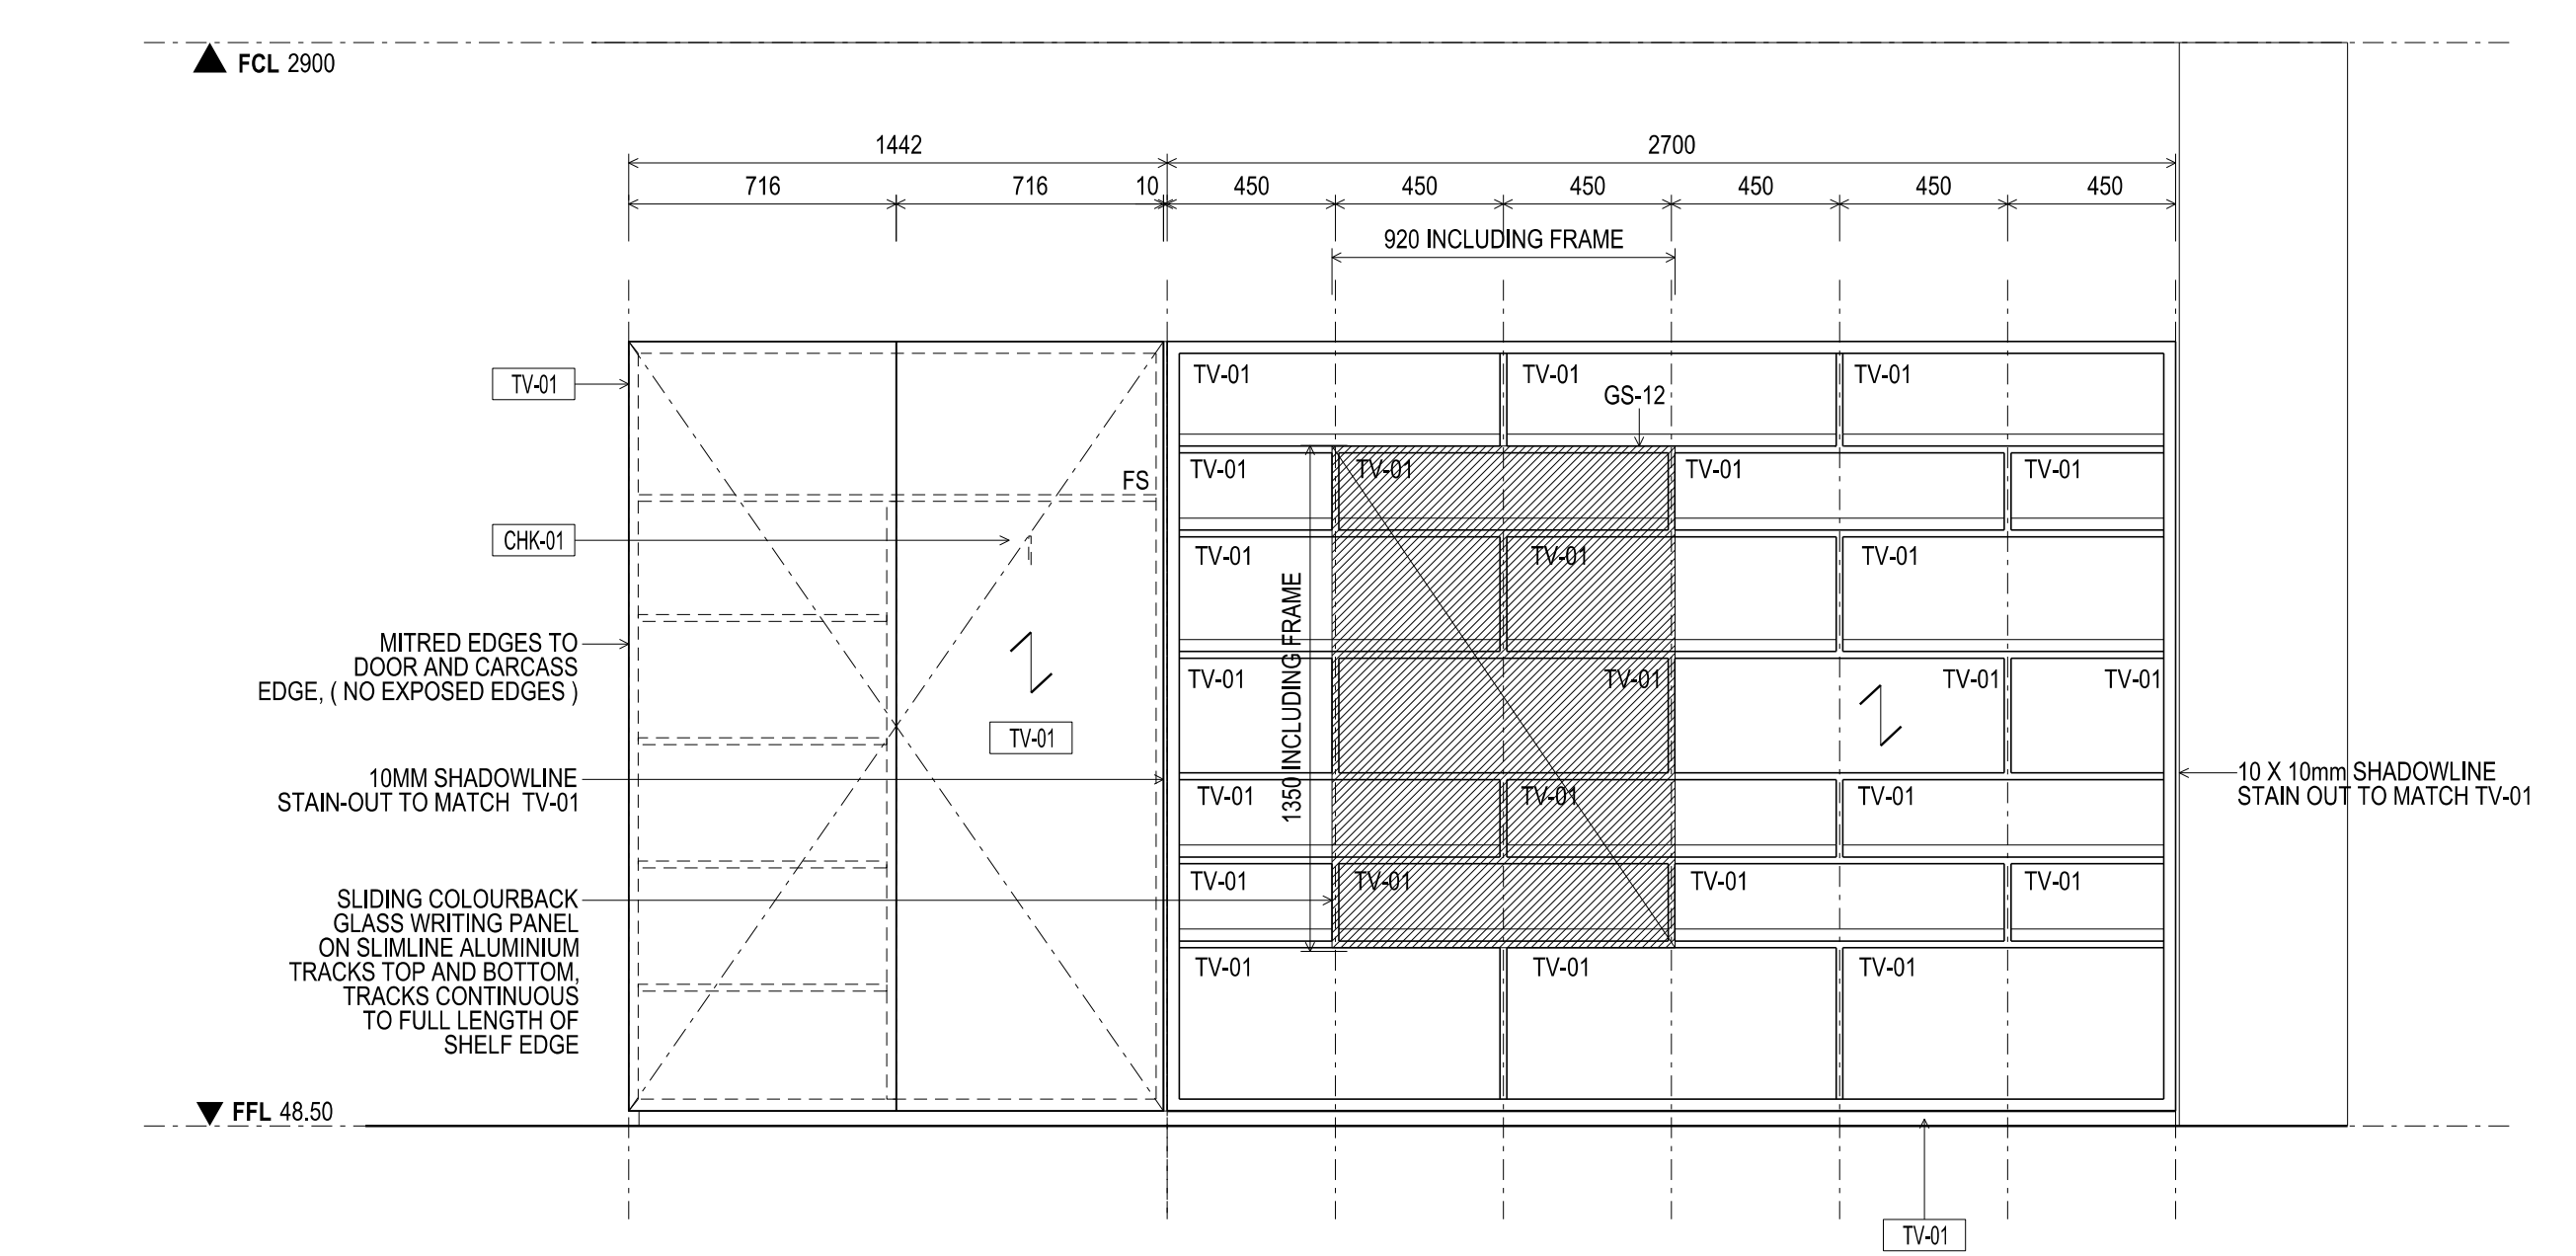 FCL 2900
1442
2700
716
716
10
450
450
450
450
450
450
920 INCLUDING FRAME
TV-01
TV-01
TV-01
TV-01
GS-12
TV-01
TV-01
TV-01
TV-01
FS
CHK-01
TV-01
TV-01
TV-01
1350 INCLUDING FRAME
MITRED EDGES TO
DOOR AND CARCASS
EDGE, ( NO EXPOSED EDGES )
TV-01
TV-01
TV-01
TV-01
TV-01
10MM SHADOWLINE
STAIN-OUT TO MATCH TV-01
TV-01
TV-01
TV-01
10 X 10mm SHADOWLINE
STAIN OUT TO MATCH TV-01
TV-01
TV-01
TV-01
TV-01
SLIDING COLOURBACK
GLASS WRITING PANEL
ON SLIMLINE ALUMINIUM
TRACKS TOP AND BOTTOM,
TRACKS CONTINUOUS
TO FULL LENGTH OF
SHELF EDGE
TV-01
TV-01
TV-01
FFL 48.50
TV-01